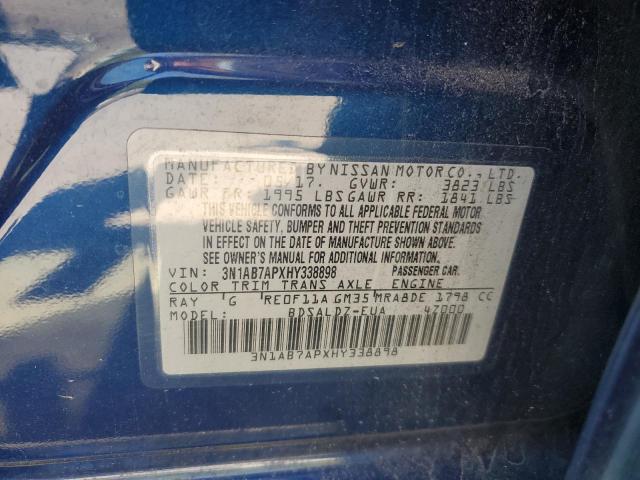 MANUFACTURED BY NISSAN MOTOR CO., LTD.
DATE: 05/17. GVWR: 3823 LBS
GAWR FR: 1995 LBS GAWR RR: 1841 LBS
THIS VEHICLE CONFORMS TO ALL APPLICABLE FEDERAL MOTOR
VEHICLE SAFETY, BUMPER AND THEFT PREVENTION STANDARDS
IN EFFECT ON THE DATE OF MANUFACTURE SHOWN ABOVE.
SEE OWNER'S MANUAL FOR ADDITIONAL INFORMATION.
VIN: 3N1AB7APXHY338898 PASSENGER CAR.
COLOR TRIM TRANS AXLE ENGINE
RAY G RE0F11A GM35 MRA8DE 1798 CC
MODEL: BDSALDZ-EUA 4Z000
3N1AB7APXHY338898